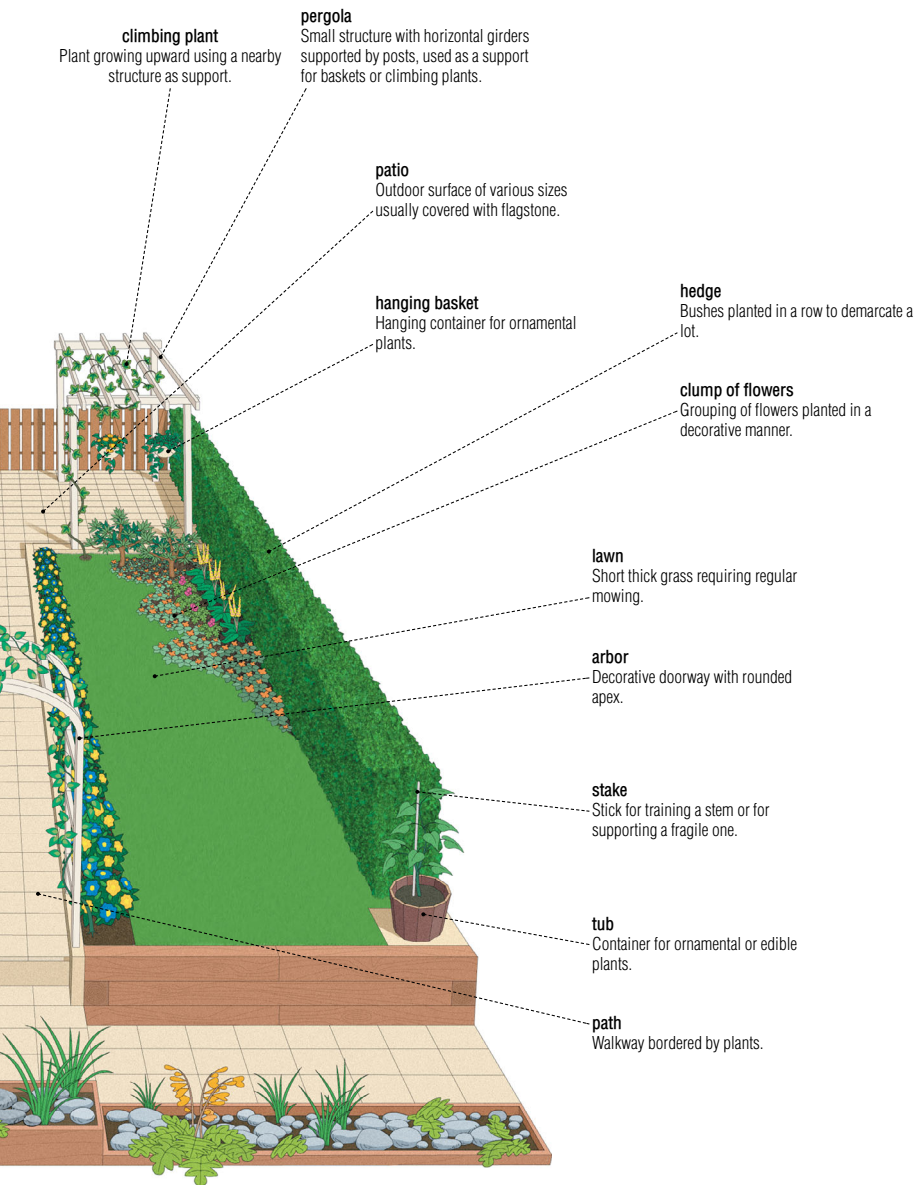 climbing plant
Plant growing upward using a nearby
structure as support.
pergola
Small structure with horizontal girders
supported by posts, used as a support
for baskets or climbing plants.
patio
Outdoor surface of various sizes
usually covered with flagstone.
hanging basket
Hanging container for ornamental
plants.
hedge
Bushes planted in a row to demarcate a
lot.
clump of flowers
Grouping of flowers planted in a
decorative manner.
lawn
Short thick grass requiring regular
mowing.
arbor
Decorative doorway with rounded
apex.
stake
Stick for training a stem or for
supporting a fragile one.
tub
Container for ornamental or edible
plants.
path
Walkway bordered by plants.